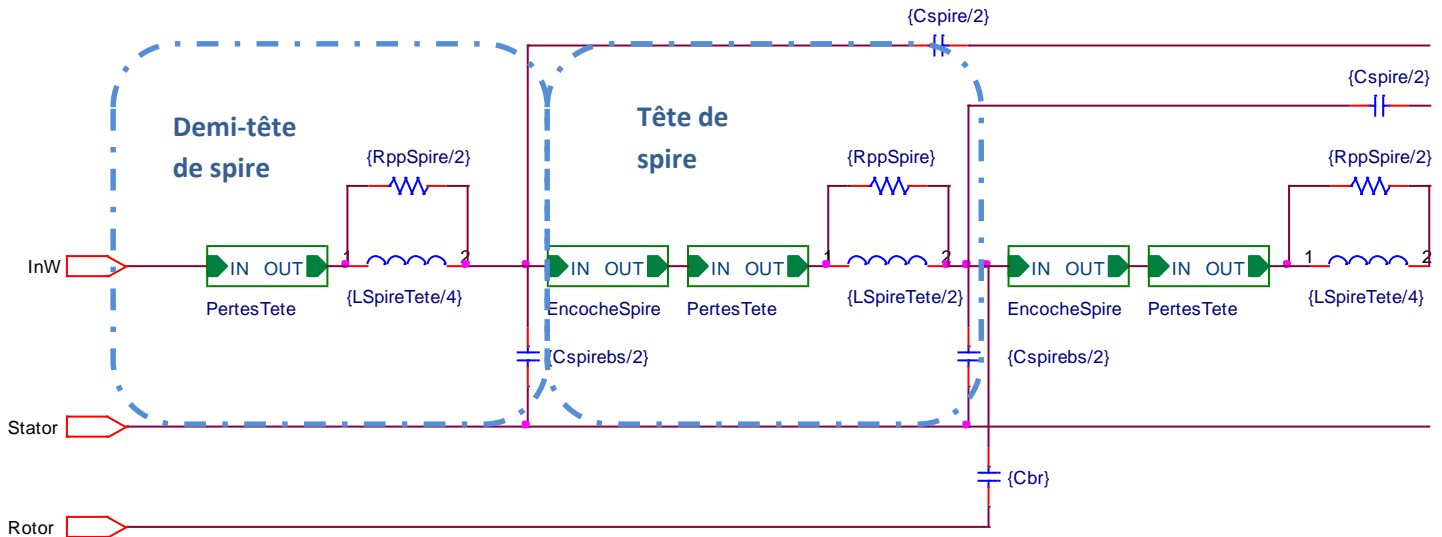 {Cspire/2}
{Cspire/2}
Demi-tête
de spire
Tête de
spire
{RppSpire/2}
{RppSpire}
{RppSpire/2}
InW
IN OUT
1
2
IN OUT
IN OUT
1
2
IN OUT
IN OUT
1
2
PertesTete
{LSpireTete/4}
EncocheSpire
PertesTete
{LSpireTete/2}
EncocheSpire
PertesTete
{LSpireTete/4}
{Cspirebs/2}
{Cspirebs/2}
Stator
{Cbr}
Rotor